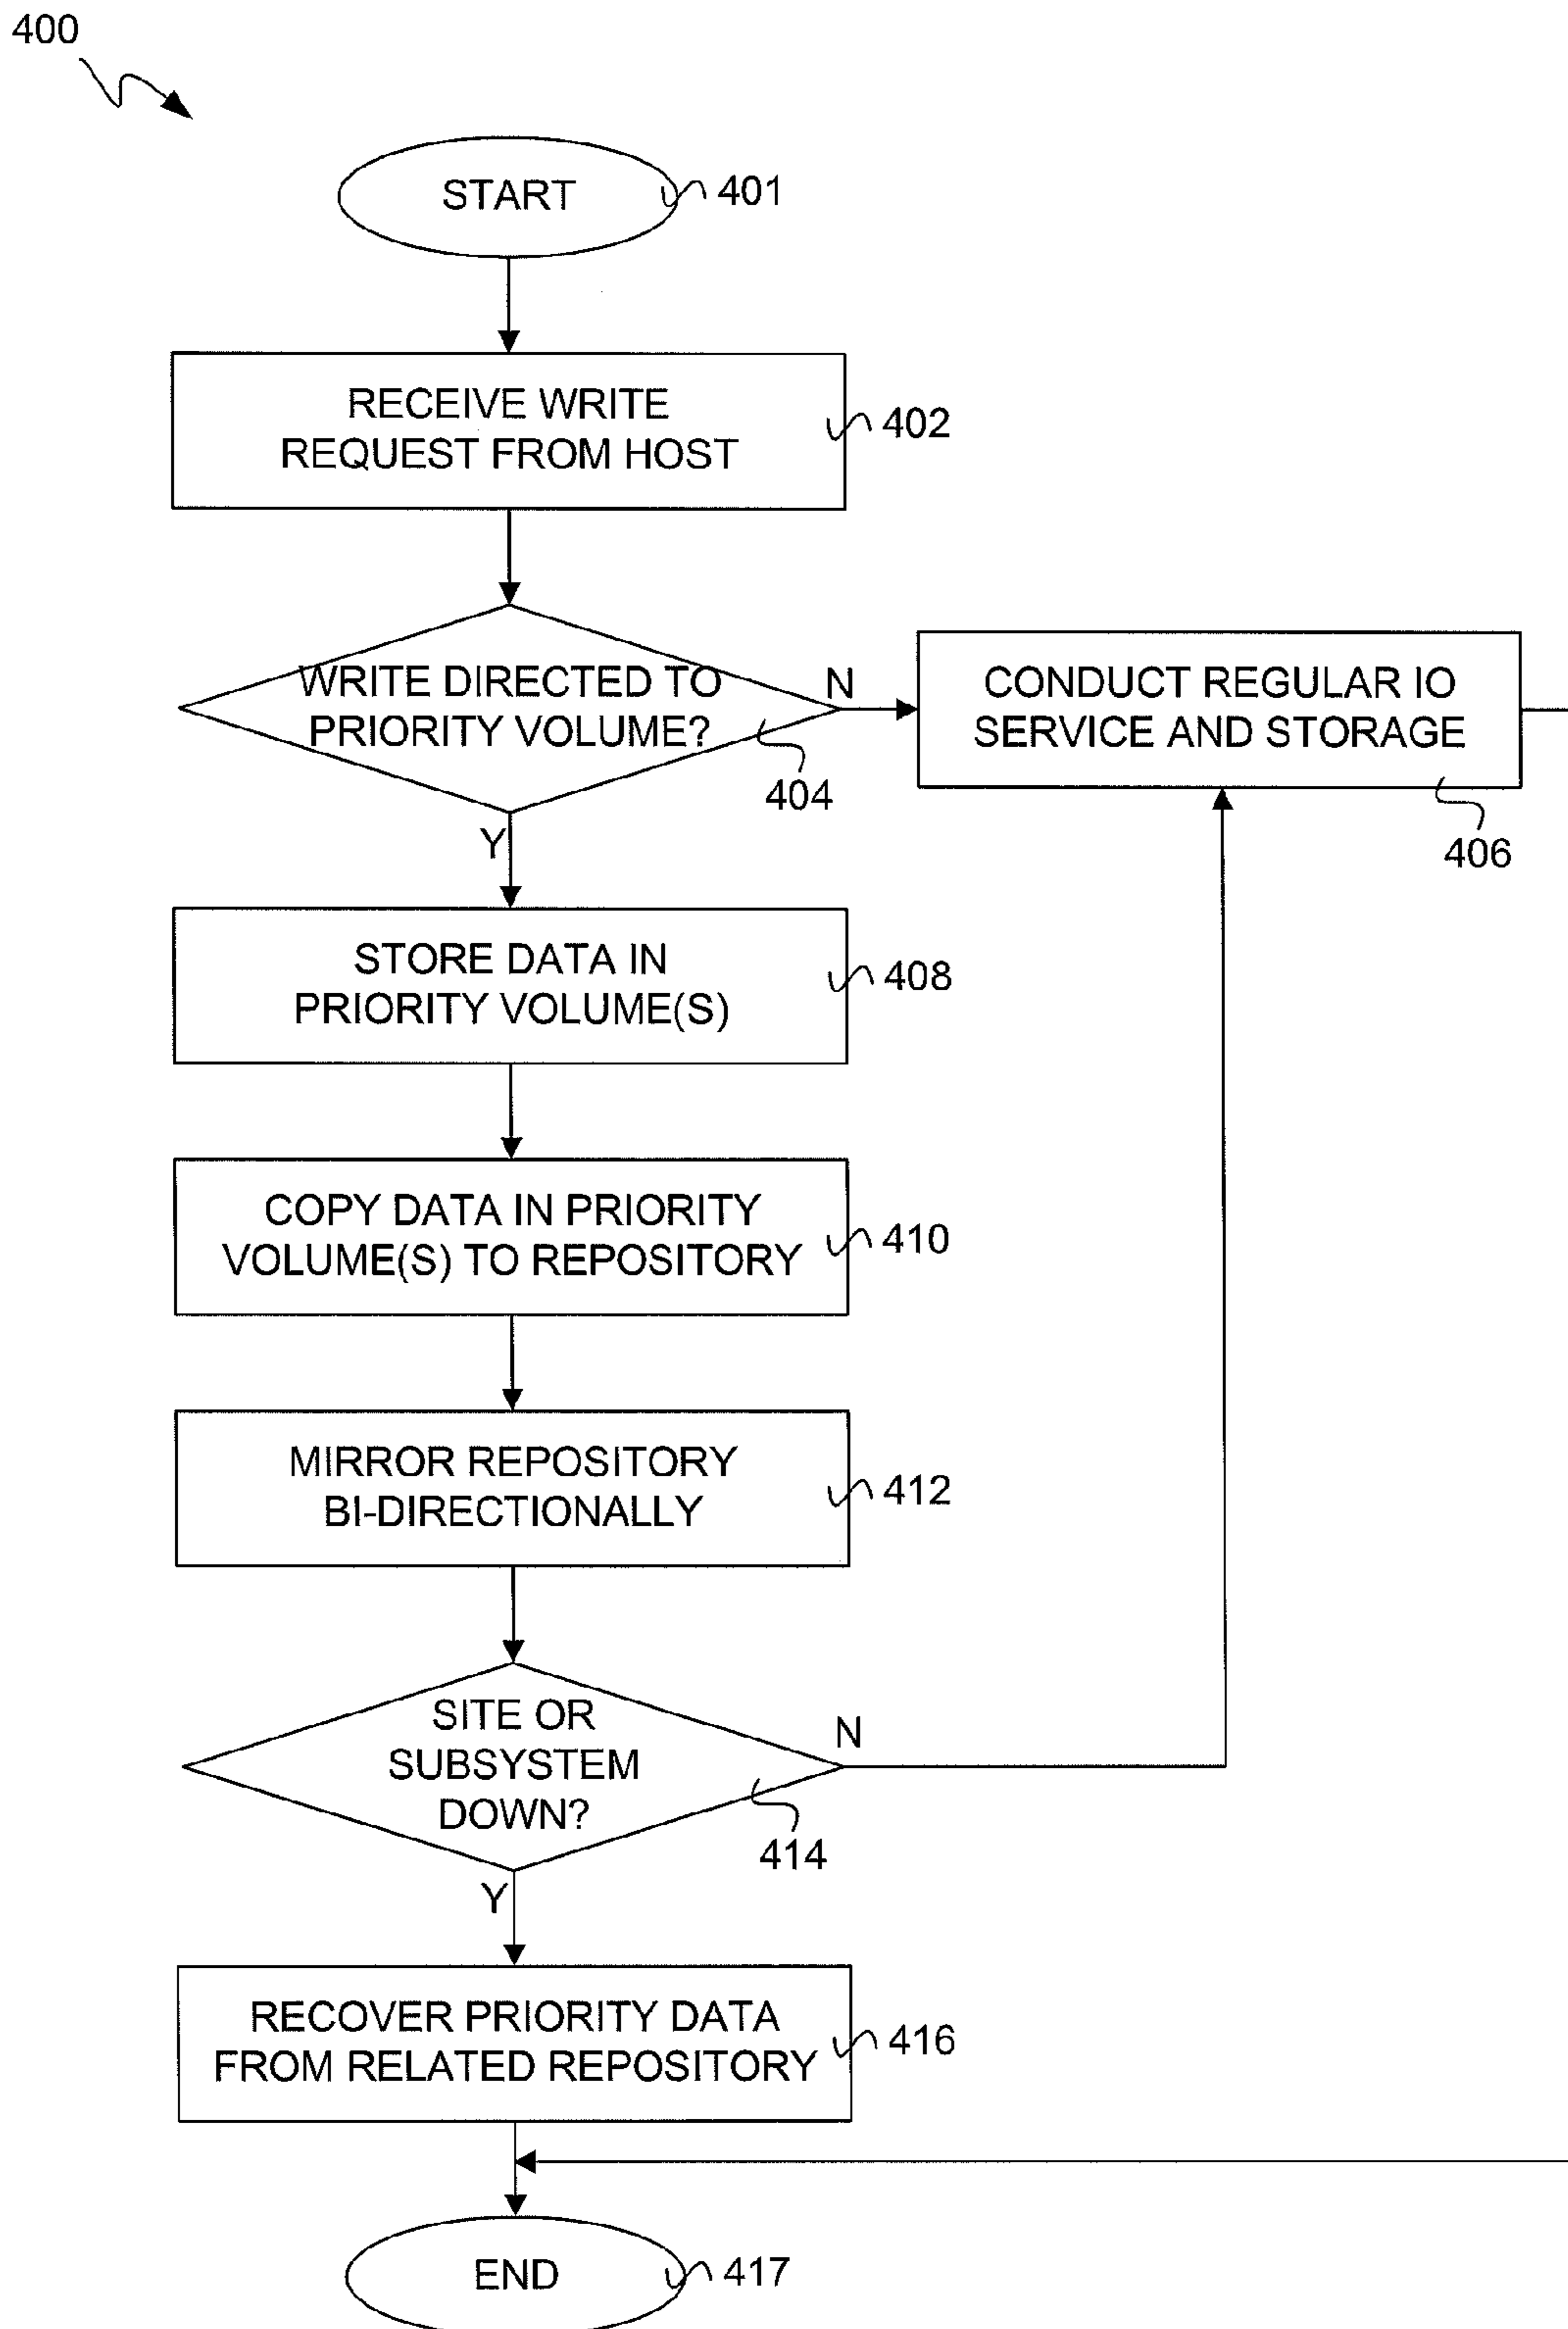 400
START
401
RECEIVE WRITE
REQUEST FROM HOST
402
WRITE DIRECTED TO
PRIORITY VOLUME?
404
N
CONDUCT REGULAR IO
SERVICE AND STORAGE
406
Y
STORE DATA IN
PRIORITY VOLUME(S)
408
COPY DATA IN PRIORITY
VOLUME(S) TO REPOSITORY
410
MIRROR REPOSITORY
BI-DIRECTIONALLY
412
SITE OR
SUBSYSTEM
DOWN?
414
N
Y
RECOVER PRIORITY DATA
FROM RELATED REPOSITORY
416
END
417